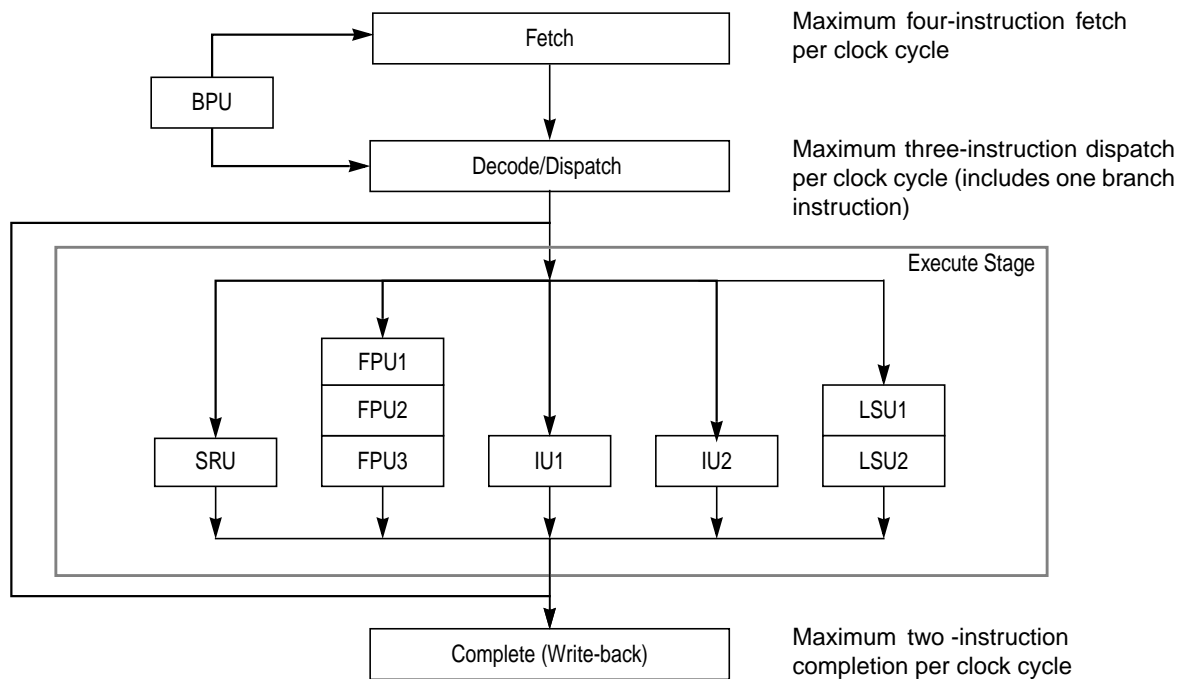 Fetch
Maximum four-instruction fetch
per clock cycle
BPU
Decode/Dispatch
Maximum three-instruction dispatch
per clock cycle (includes one branch
instruction)
Execute Stage
FPU1
FPU2
LSU1
SRU
FPU3
IU1
IU2
LSU2
Complete (Write-back)
Maximum two -instruction
completion per clock cycle